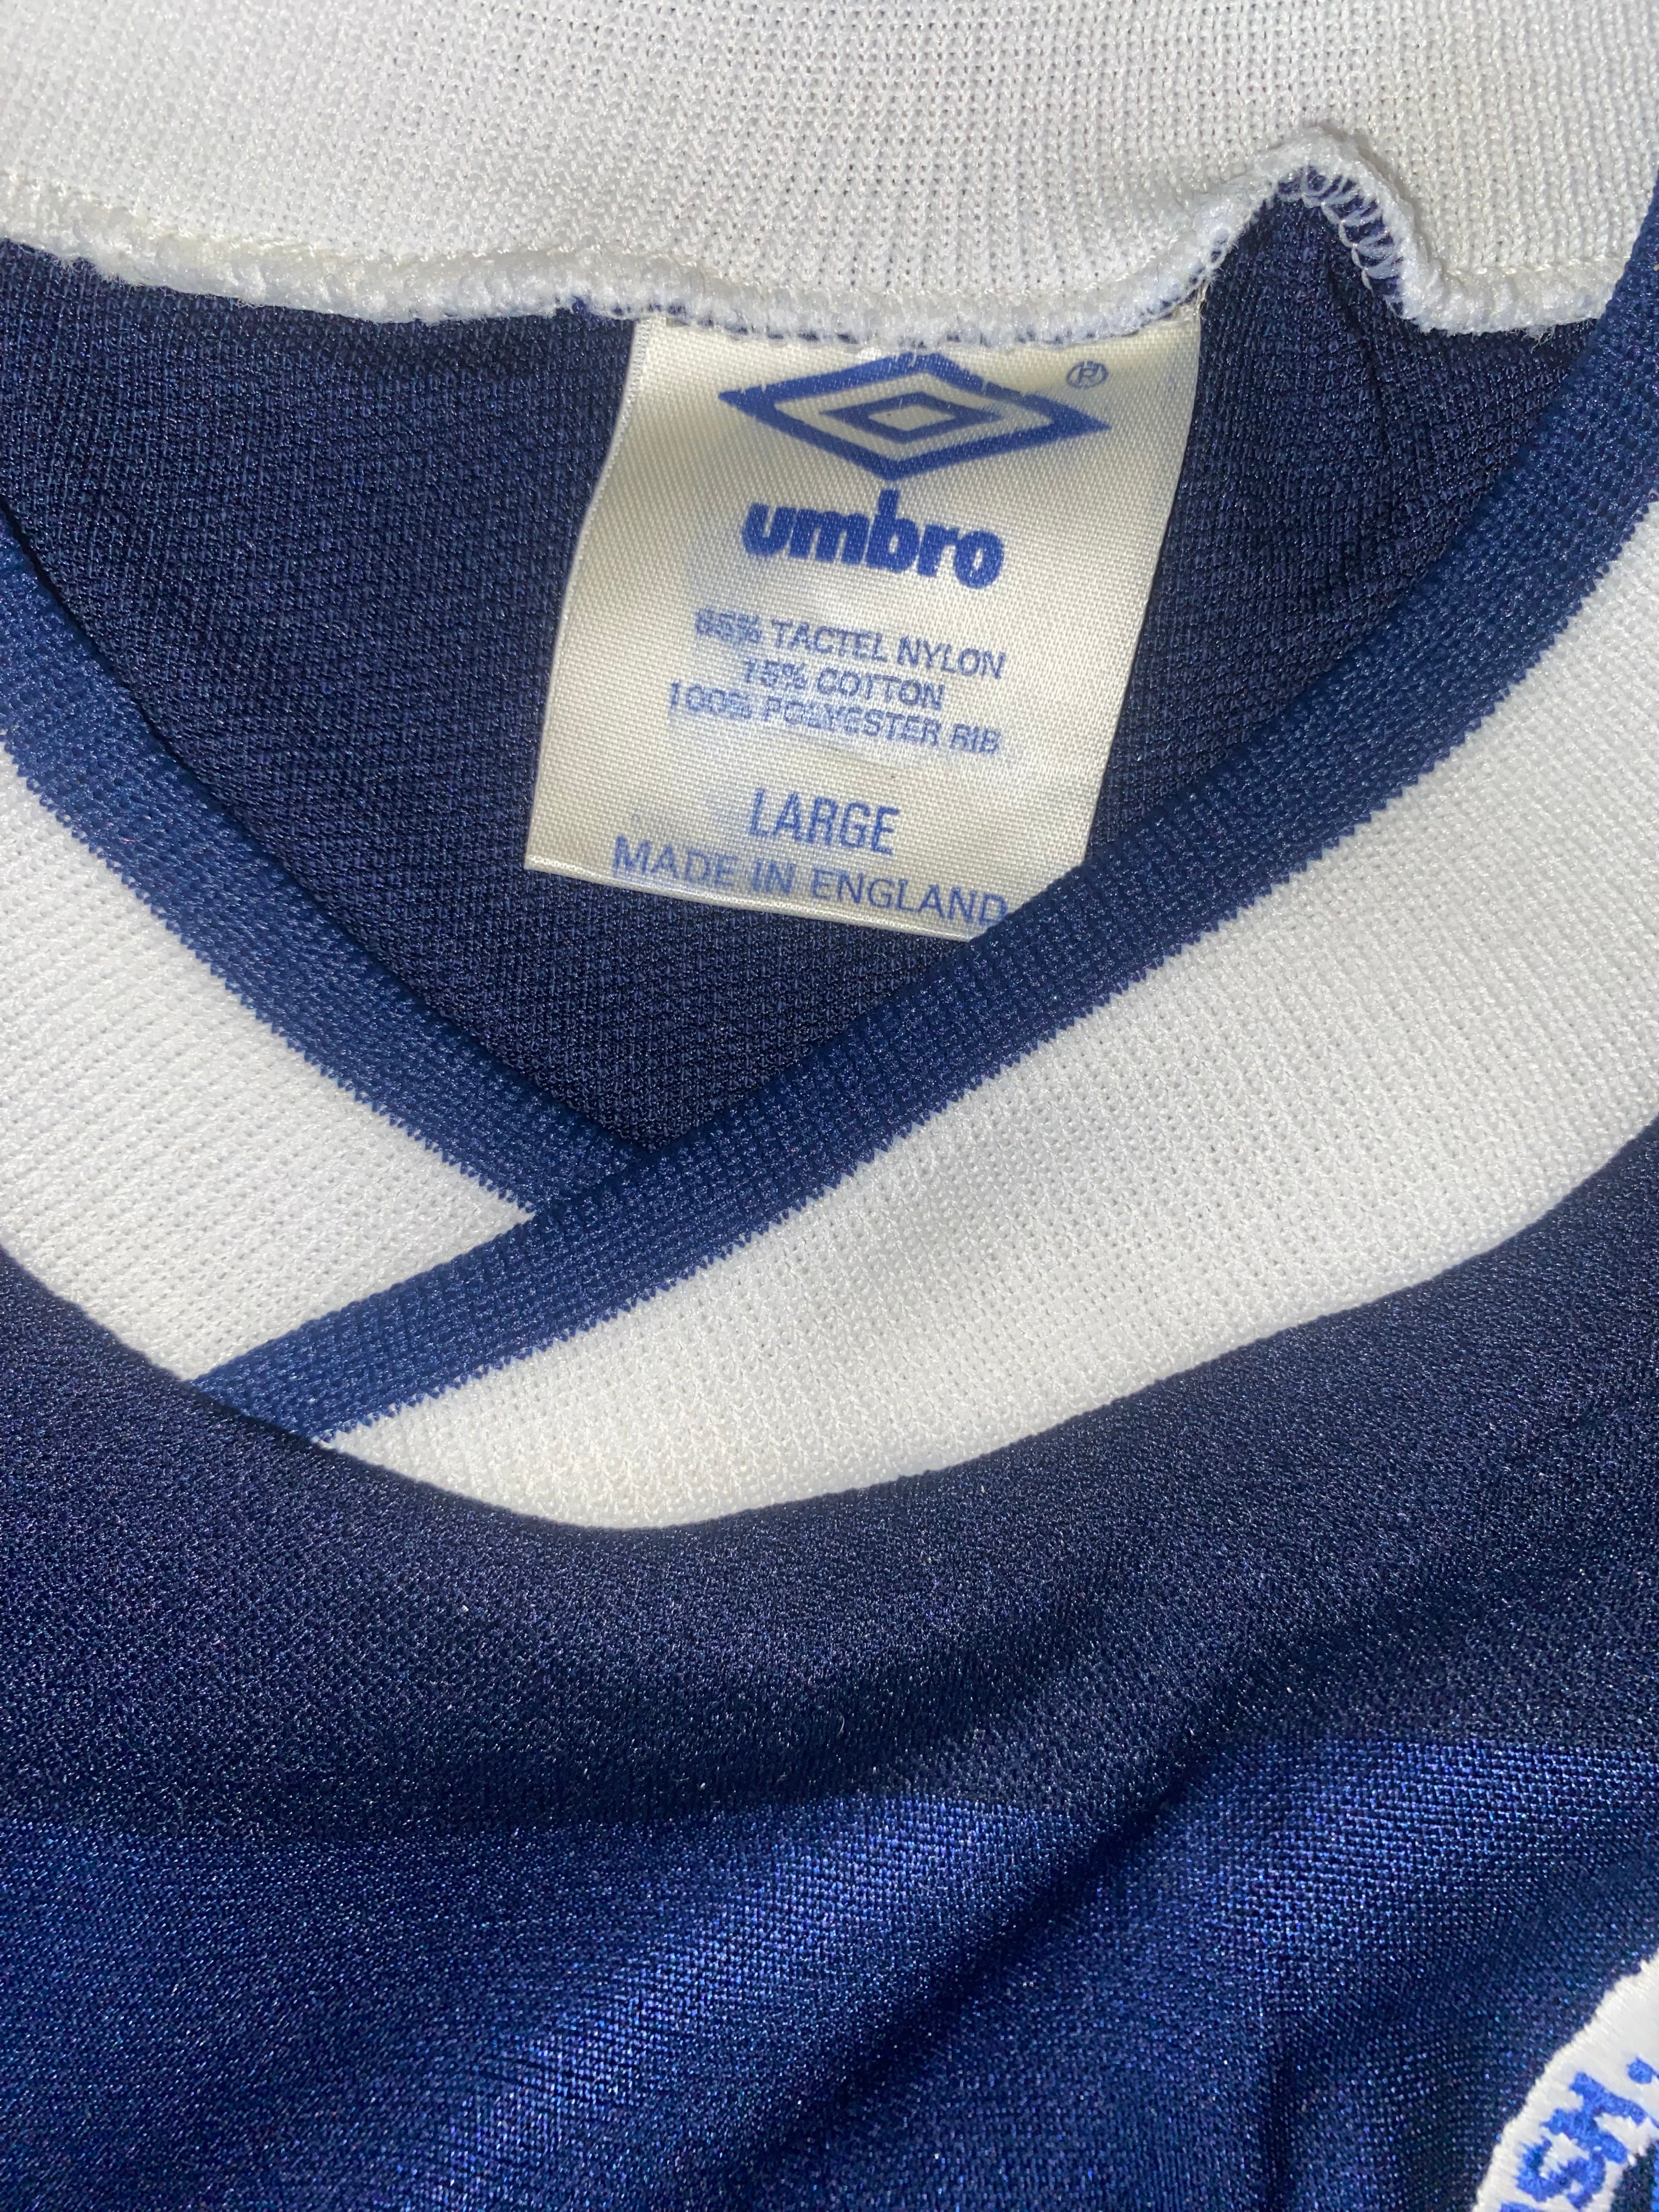 ®
umbro
85% TACTEL NYLON
15% COTTON
100% POLYESTER RIB
LARGE
MADE IN ENGLAND